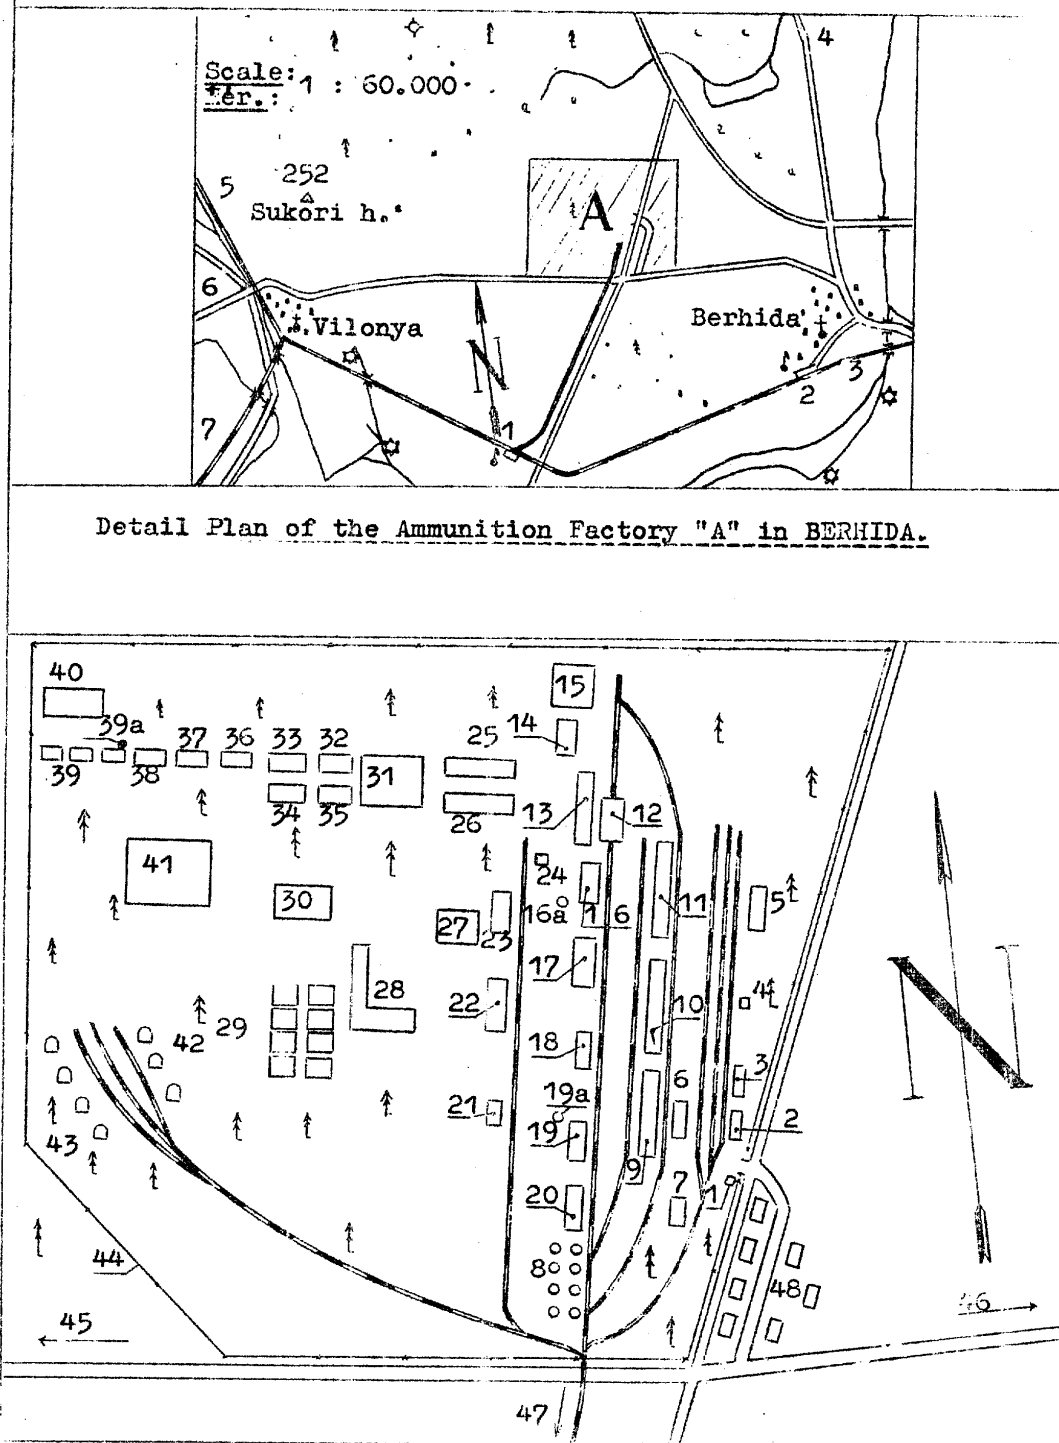 4
Scale: 1 : 60.000
Mér.:
5 252
Sukori h.
A
6
Vilonya Berhida
N
7 1 2 3
Detail Plan of the Ammunition Factory "A" in BERHIDA.
40 15
39a 37 36 33 32 25 14
39 38 31
34 35 26 13 12
41 24
30 27 23 16a 16 11 5
17
28 22 10 4
42 29 18
6 3
19a
43 21 19 2
9
20 7 1
N
44 8 48
45 46
47